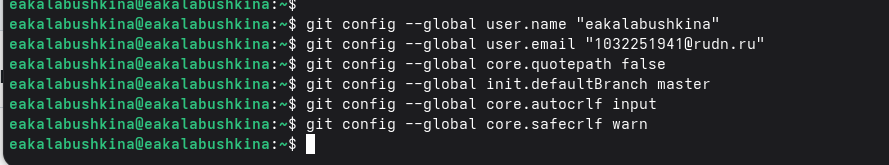 eakalabushkina@eakalabushkina:~$
eakalabushkina@eakalabushkina:~$ git config --global user.name "eakalabushkina"
eakalabushkina@eakalabushkina:~$ git config --global user.email "1032251941@rudn.ru"
eakalabushkina@eakalabushkina:~$ git config --global core.quotepath false
eakalabushkina@eakalabushkina:~$ git config --global init.defaultBranch master
eakalabushkina@eakalabushkina:~$ git config --global core.autocrlf input
eakalabushkina@eakalabushkina:~$ git config --global core.safecrlf warn
eakalabushkina@eakalabushkina:~$